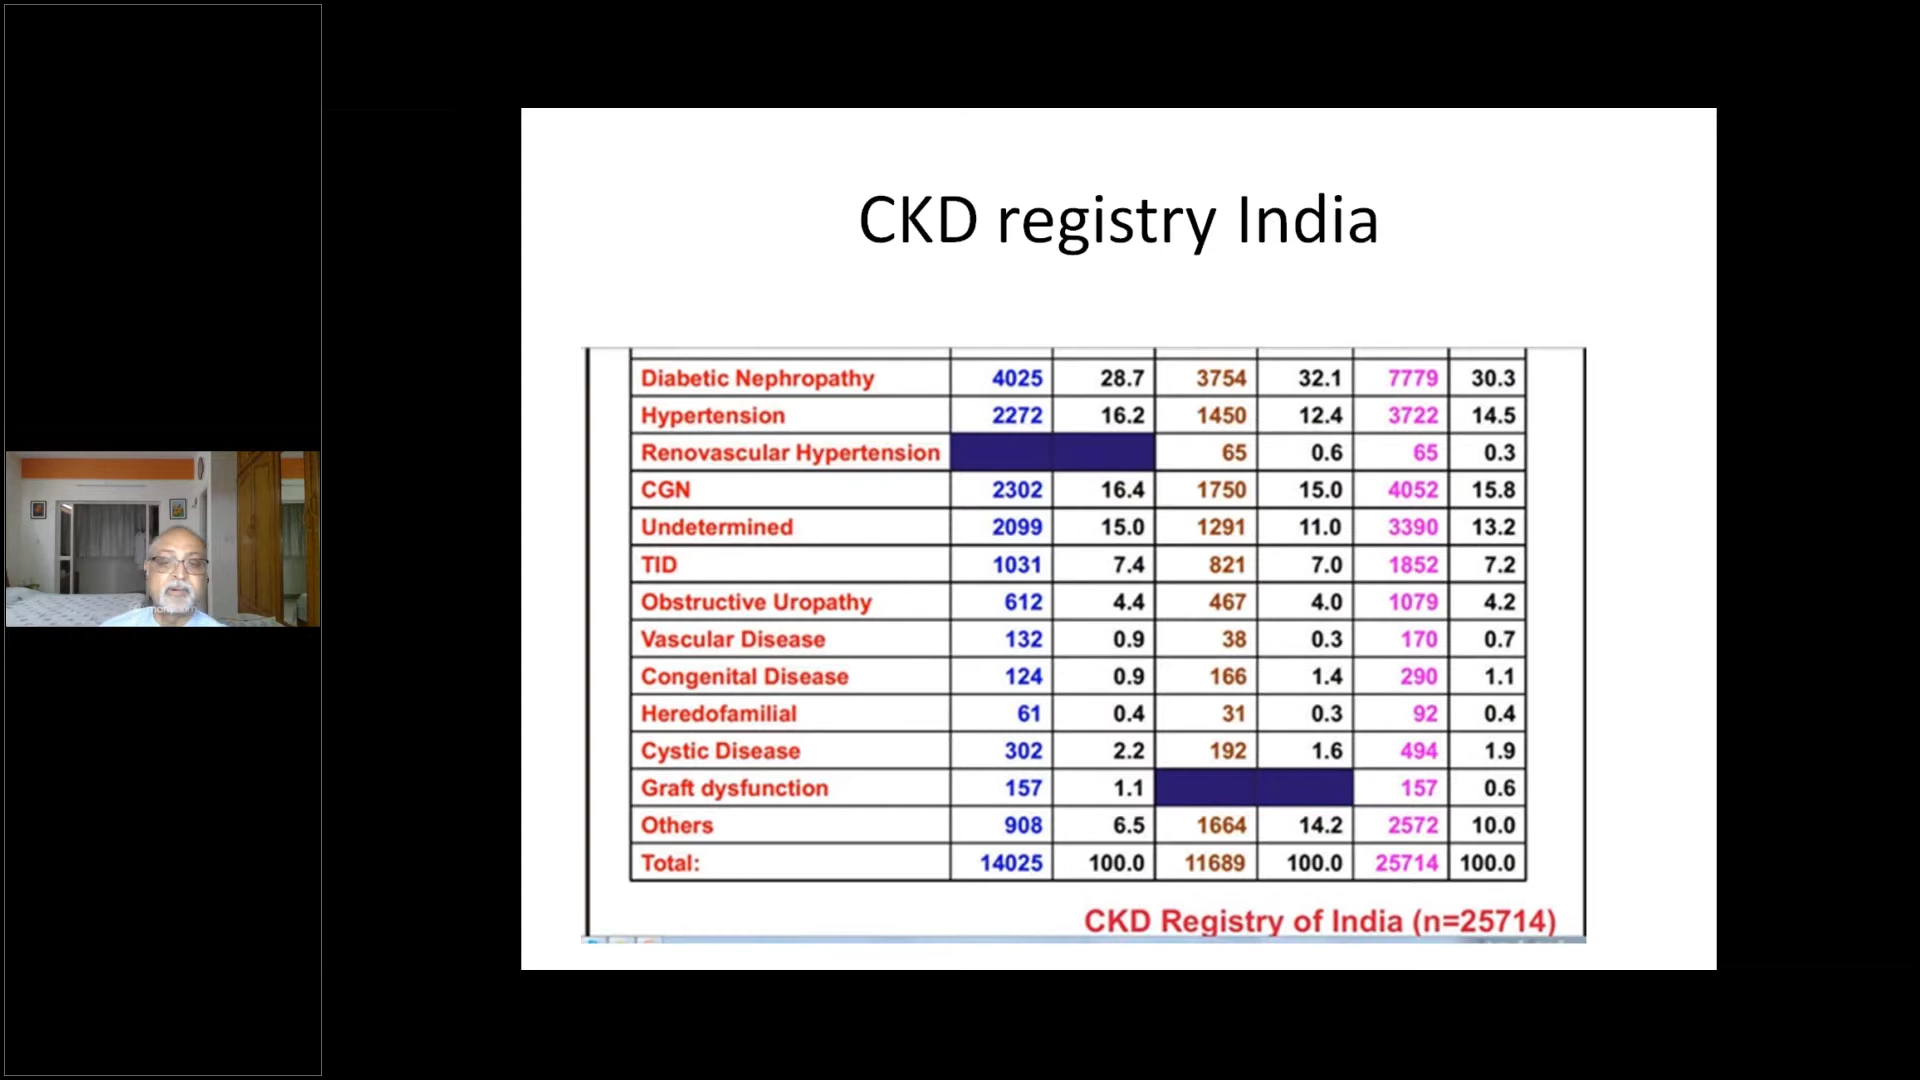 CKD registry India
Diabetic Nephropathy 4025 28.7 3754 32.1 7779 30.3
Hypertension 2272 16.2 1450 12.4 3722 14.5
Renovascular Hypertension 65 0.6 65 0.3
CGN 2302 16.4 1750 15.0 4052 15.8
Undetermined 2099 15.0 1291 11.0 3390 13.2
TID 1031 7.4 821 7.0 1852 7.2
Obstructive Uropathy 612 4.4 467 4.0 1079 4.2
Vascular Disease 132 0.9 38 0.3 170 0.7
Congenital Disease 124 0.9 166 1.4 290 1.1
Heredofamilial 61 0.4 31 0.3 92 0.4
Cystic Disease 302 2.2 192 1.6 494 1.9
Graft dysfunction 157 1.1 157 0.6
Others 908 6.5 1664 14.2 2572 10.0
Total: 14025 100.0 11689 100.0 25714 100.0
CKD Registry of India (n=25714)